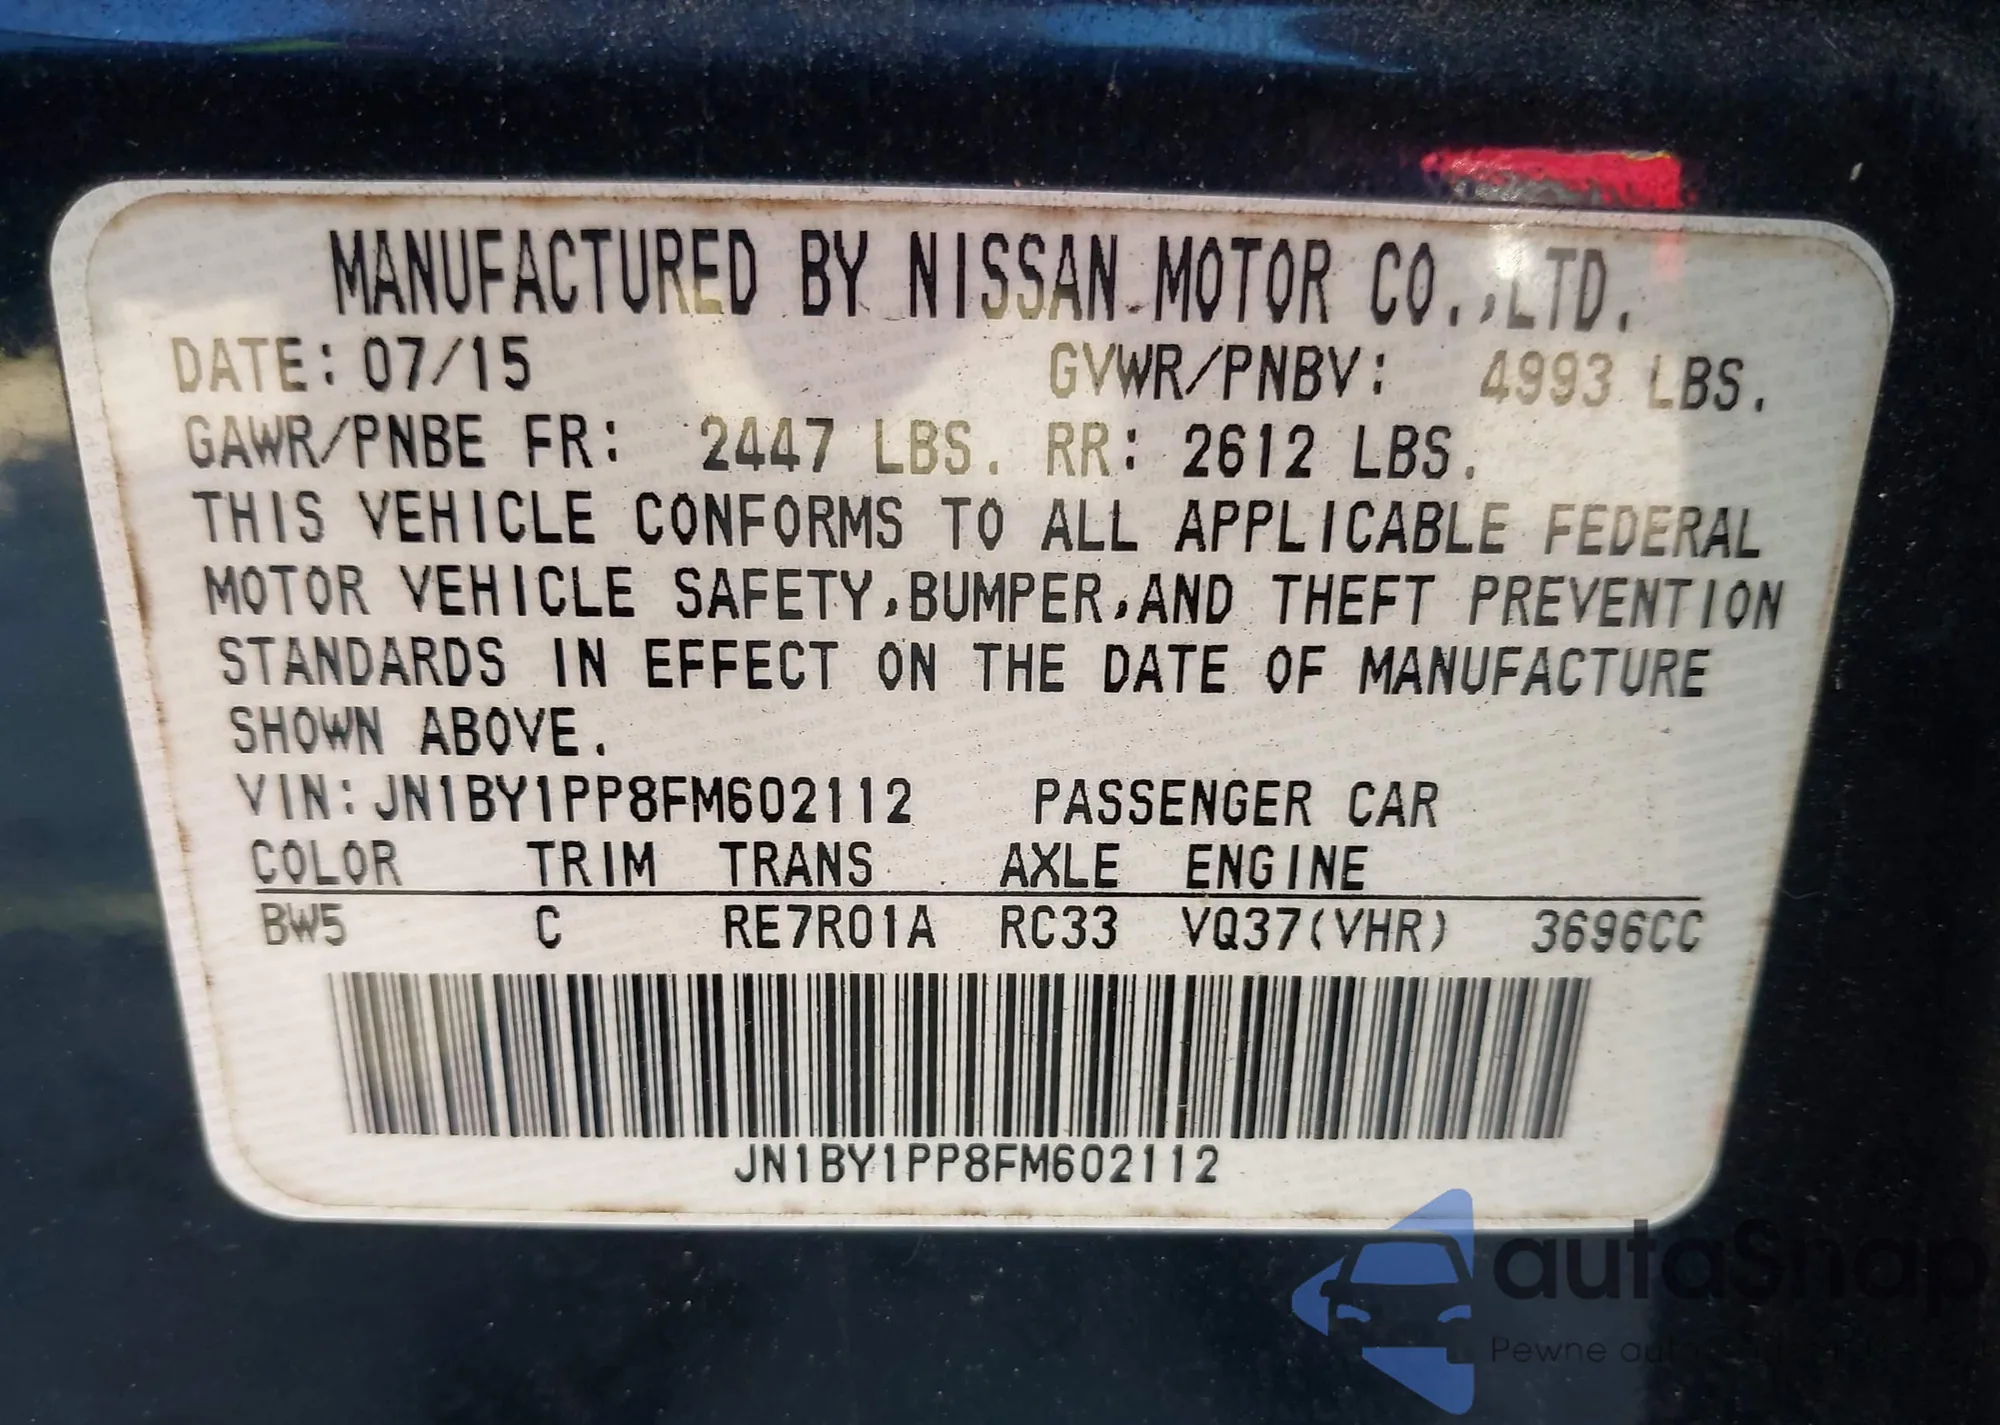 MANUFACTURED BY NISSAN MOTOR CO.,LTD.
DATE: 07/15 GVWR/PNBV: 4993 LBS.
GAWR/PNBE FR: 2447 LBS. RR: 2612 LBS.
THIS VEHICLE CONFORMS TO ALL APPLICABLE FEDERAL
MOTOR VEHICLE SAFETY,BUMPER,AND THEFT PREVENTION
STANDARDS IN EFFECT ON THE DATE OF MANUFACTURE
SHOWN ABOVE.
VIN:JN1BY1PP8FM602112 PASSENGER CAR
COLOR TRIM TRANS AXLE ENGINE
BW5 C RE7R01A RC33 VQ37(VHR) 3696CC
JN1BY1PP8FM602112
autaSnap
Pewne